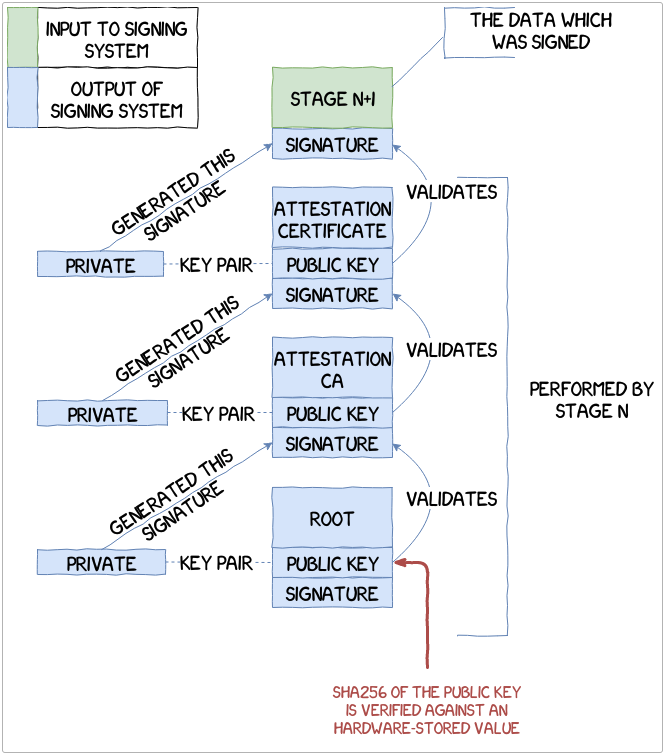 INPUT TO SIGNING
SYSTEM
OUTPUT OF
SIGNING SYSTEM
THE DATA WHICH
WAS SIGNED
STAGE N+1
SIGNATURE
GENERATED THIS
SIGNATURE
VALIDATES
ATTESTATION
CERTIFICATE
PRIVATE
KEY PAIR
PUBLIC KEY
SIGNATURE
GENERATED THIS
SIGNATURE
VALIDATES
ATTESTATION
CA
PERFORMED BY
STAGE N
PRIVATE
KEY PAIR
PUBLIC KEY
SIGNATURE
GENERATED THIS
SIGNATURE
VALIDATES
ROOT
PRIVATE
KEY PAIR
PUBLIC KEY
SIGNATURE
SHA256 OF THE PUBLIC KEY
IS VERIFIED AGAINST AN
HARDWARE-STORED VALUE